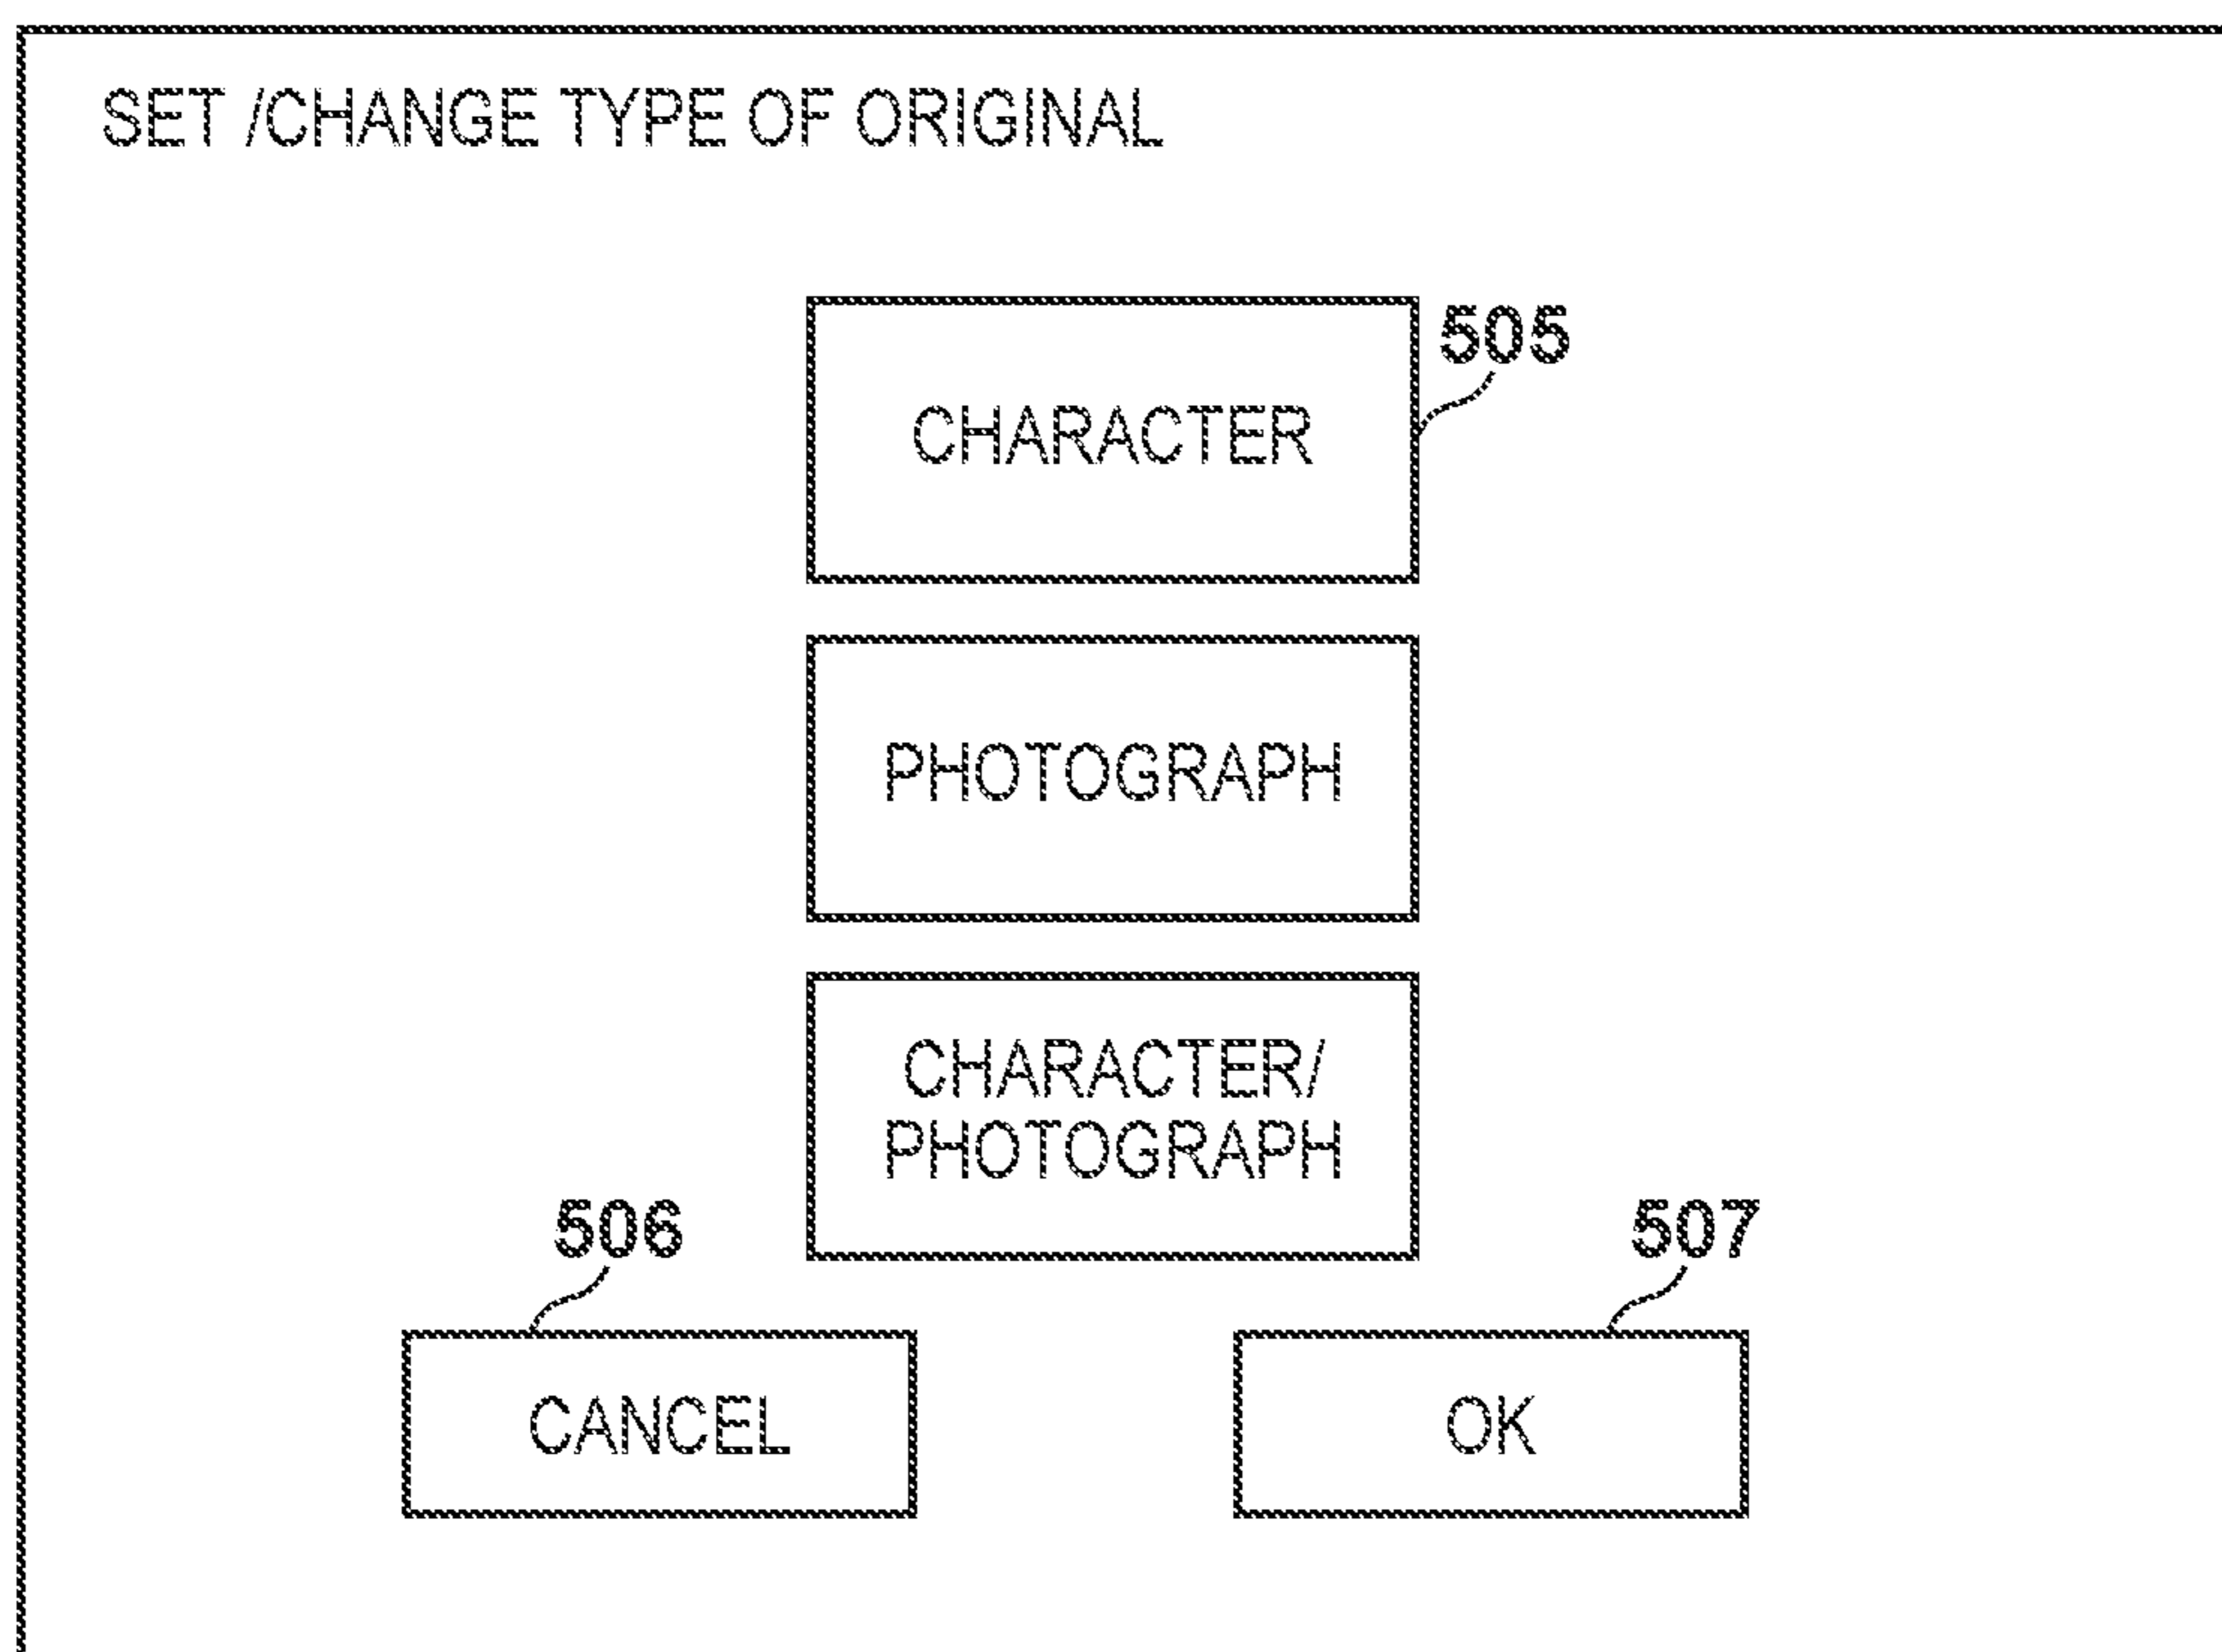 SET /CHANGE TYPE OF ORIGINAL
505
CHARACTER
PHOTOGRAPH
CHARACTER/
PHOTOGRAPH
506
507
CANCEL
OK